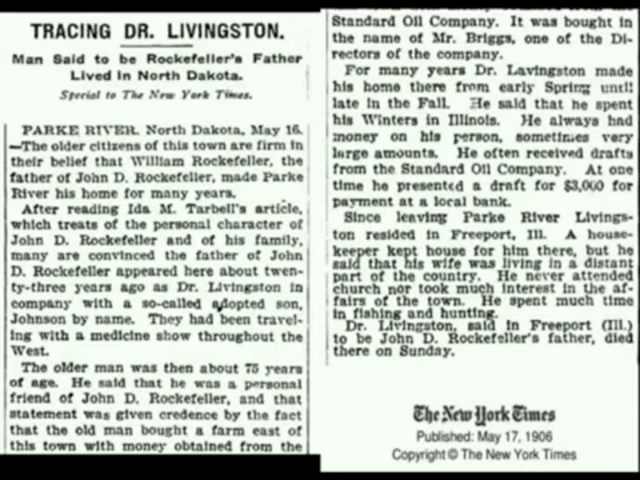 TRACING DR. LIVINGSTON.
Man Said to be Rockefeller's Father
Lived in North Dakota.
Special to The New York Times.
PARKE RIVER, North Dakota, May 16.
—The older citizens of this town are firm in
their belief that William Rockefeller, the
father of John D. Rockefeller, made Parke
River his home for many years.
After reading Ida M. Tarbell's article,
which treats of the personal character of
John D. Rockefeller and of his family,
many are convinced the father of John
D. Rockefeller appeared here about twen-
ty-three years ago as Dr. Livingston in
company with a so-called adopted son,
Johnson by name. They had been travel-
ing with a medicine show throughout the
West.
The older man was then about 75 years
of age. He said that he was a personal
friend of John D. Rockefeller, and that
statement was given credence by the fact
that the old man bought a farm east of
this town with money obtained from the
Standard Oil Company. It was bought in
the name of Mr. Briggs, one of the Di-
rectors of the company.
For many years Dr. Lavingston made
his home there from early Spring until
late in the Fall. He said that he spent
his Winters in Illinois. He always had
money on his person, sometimes very
large amounts. He often received drafts
from the Standard Oil Company. At one
time he presented a draft for $3,000 for
payment at a local bank.
Since leaving Parke River Livings-
ton resided in Freeport, Ill. A house-
keeper kept house for him there, but he
said that his wife was living in a distant
part of the country. He never attended
church nor took much interest in the af-
fairs of the town. He spent much time
in fishing and hunting.
Dr. Livingston, said in Freeport (Ill.)
to be John D. Rockefeller's father, died
there on Sunday.
The New York Times
Published: May 17, 1906
Copyright © The New York Times